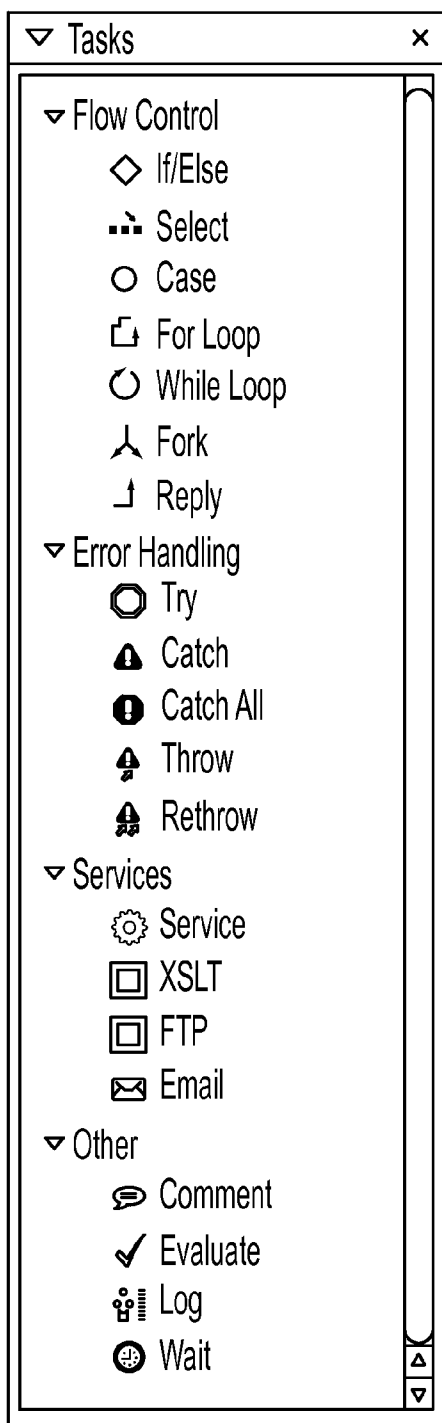 Tasks
Flow Control
If/Else
Select
Case
For Loop
While Loop
Fork
Reply
Error Handling
Try
Catch
Catch All
Throw
Rethrow
Services
Service
XSLT
FTP
Email
Other
Comment
Evaluate
Log
Wait